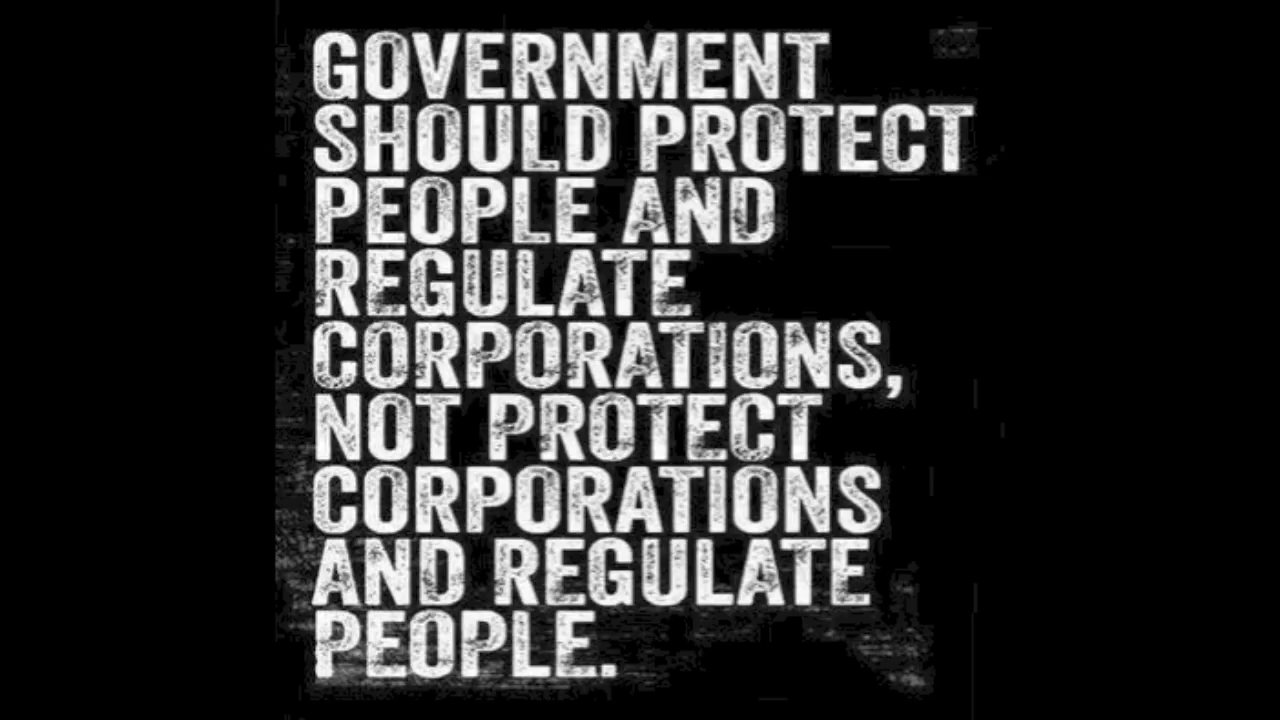 GOVERNMENT
SHOULD PROTECT
PEOPLE AND
REGULATE
CORPORATIONS,
NOT PROTECT
CORPORATIONS
AND REGULATE
PEOPLE.